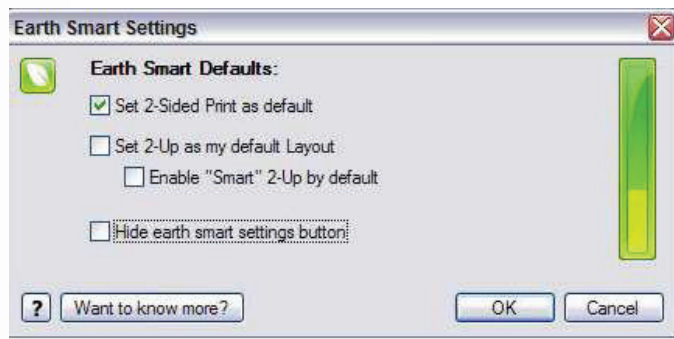 Earth Smart Settings
Earth Smart Defaults:
Set 2-Sided Print as default
Set 2-Up as my default Layout
Enable "Smart" 2-Up by default
Hide earth smart settings button
? Want to know more? OK Cancel